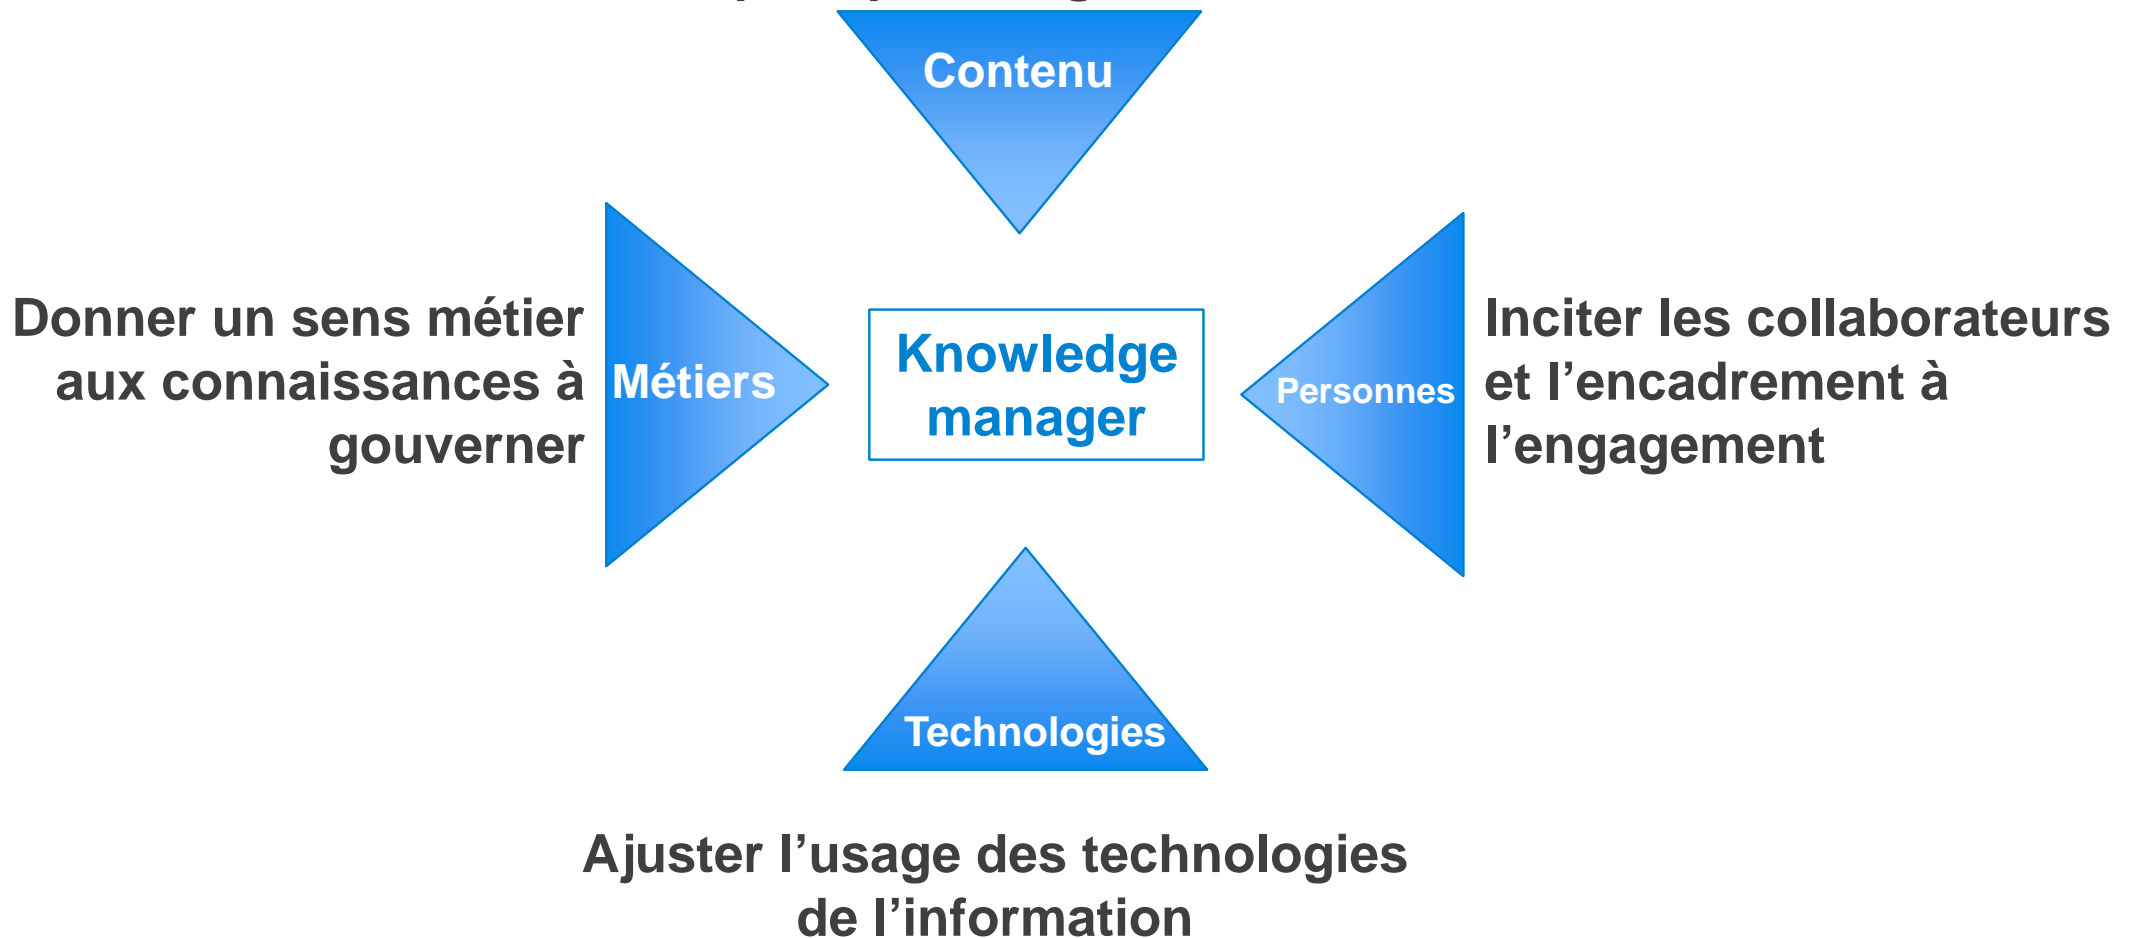 Contenu
Donner un sens métier
aux connaissances à
gouverner
Métiers
Knowledge
manager
Personnes
Inciter les collaborateurs
et l’encadrement à
l’engagement
Technologies
Ajuster l’usage des technologies
de l’information